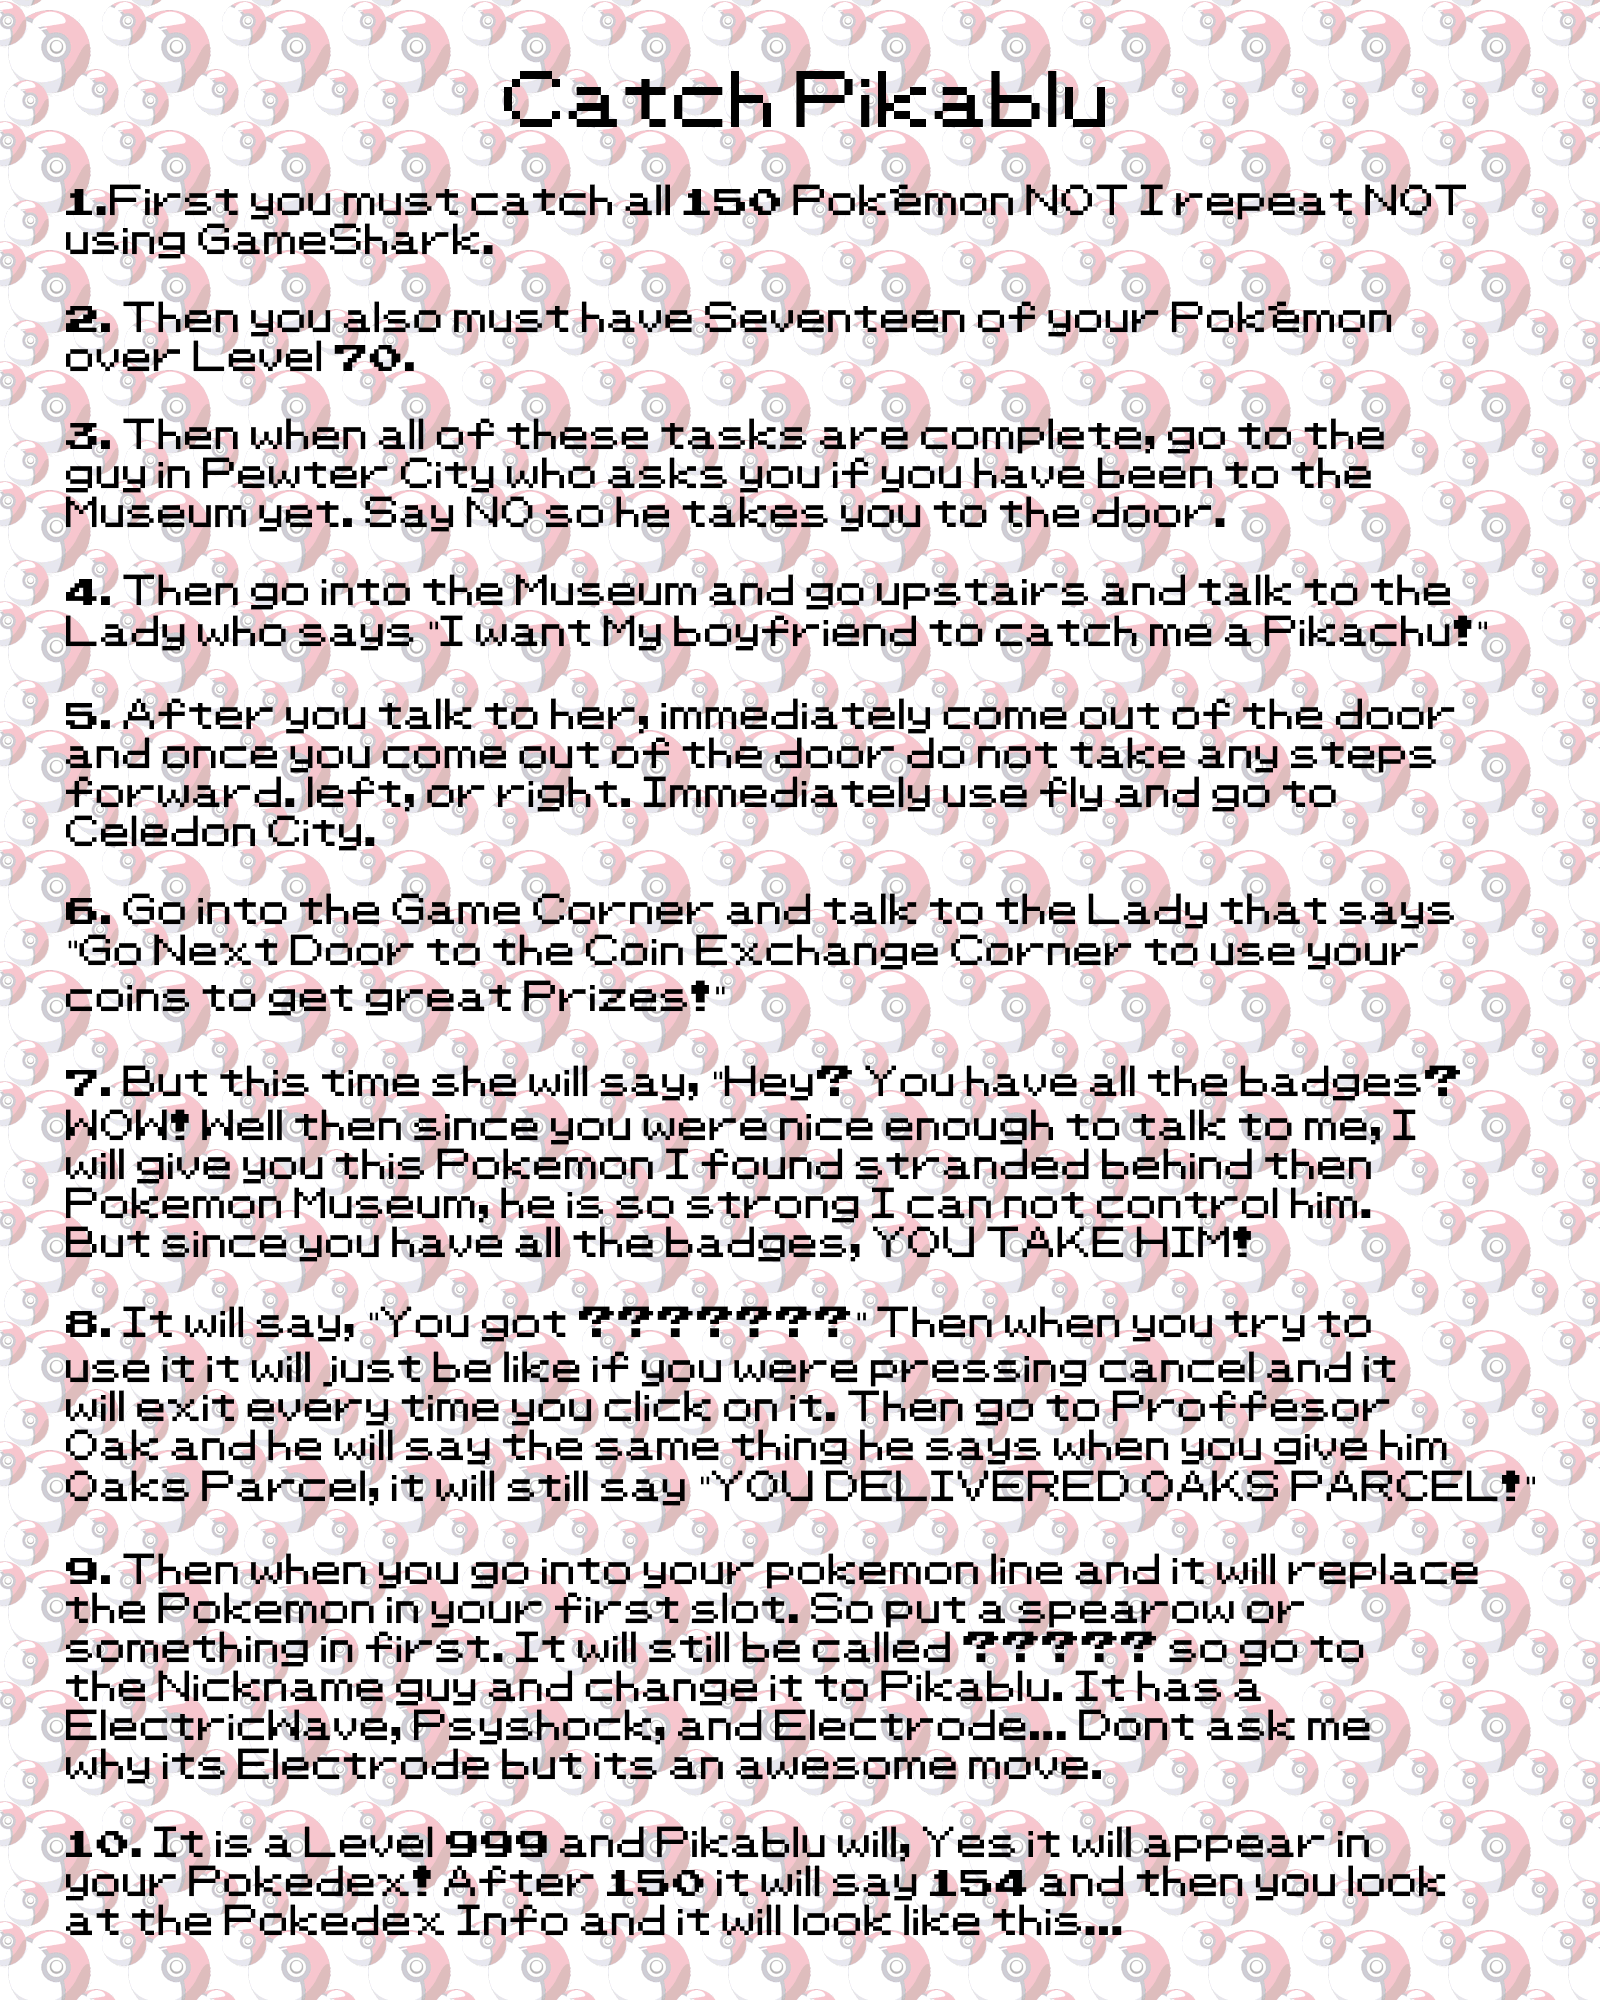 Catch Pikablu
1.First you must catch all 150 Pokémon NOT I repeat NOT
using GameShark.
2. Then you also must have Seventeen of your Pokémon
over Level 70.
3. Then when all of these tasks are complete, go to the
guy in Pewter City who asks you if you have been to the
Museum yet. Say NO so he takes you to the door.
4. Then go into the Museum and go upstairs and talk to the
Lady who says "I want My boyfriend to catch me a Pikachu!"
5. After you talk to her, immediately come out of the door
and once you come out of the door do not take any steps
forward. left, or right. Immediately use fly and go to
Celedon City.
6. Go into the Game Corner and talk to the Lady that says
"Go Next Door to the Coin Exchange Corner to use your
coins to get great Prizes!"
7. But this time she will say, "Hey? You have all the badges?
WOW! Well then since you were nice enough to talk to me, I
will give you this Pokemon I found stranded behind then
Pokemon Museum, he is so strong I can not control him.
But since you have all the badges, YOU TAKE HIM!
8. It will say, "You got ???????" Then when you try to
use it it will just be like if you were pressing cancel and it
will exit every time you click on it. Then go to Proffesor
Oak and he will say the same thing he says when you give him
Oaks Parcel, it will still say "YOU DELIVERED OAKS PARCEL!"
9. Then when you go into your pokemon line and it will replace
the Pokemon in your first slot. So put a spearow or
something in first. It will still be called ????? so go to
the Nickname guy and change it to Pikablu. It has a
ElectricWave, Psyshock, and Electrode... Dont ask me
why its Electrode but its an awesome move.
10. It is a Level 999 and Pikablu will, Yes it will appear in
your Pokedex! After 150 it will say 154 and then you look
at the Pokedex Info and it will look like this...